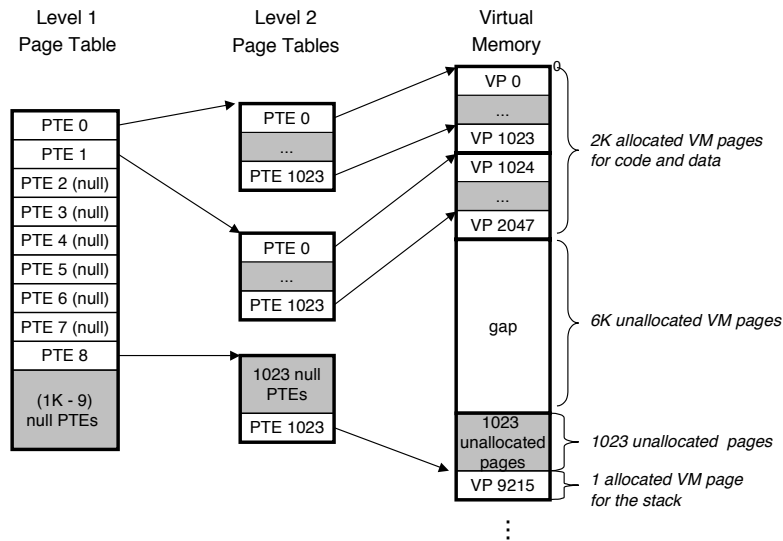 Level 1
Page Table
Level 2
Page Tables
Virtual
Memory
0
PTE 0
PTE 1
PTE 2 (null)
PTE 3 (null)
PTE 4 (null)
PTE 5 (null)
PTE 6 (null)
PTE 7 (null)
PTE 8
(1K - 9)
null PTEs
PTE 0
...
PTE 1023
PTE 0
...
PTE 1023
1023 null
PTEs
PTE 1023
VP 0
...
VP 1023
VP 1024
...
VP 2047
gap
1023
unallocated
pages
VP 9215
...
2K allocated VM pages
for code and data
6K unallocated VM pages
1023 unallocated pages
1 allocated VM page
for the stack